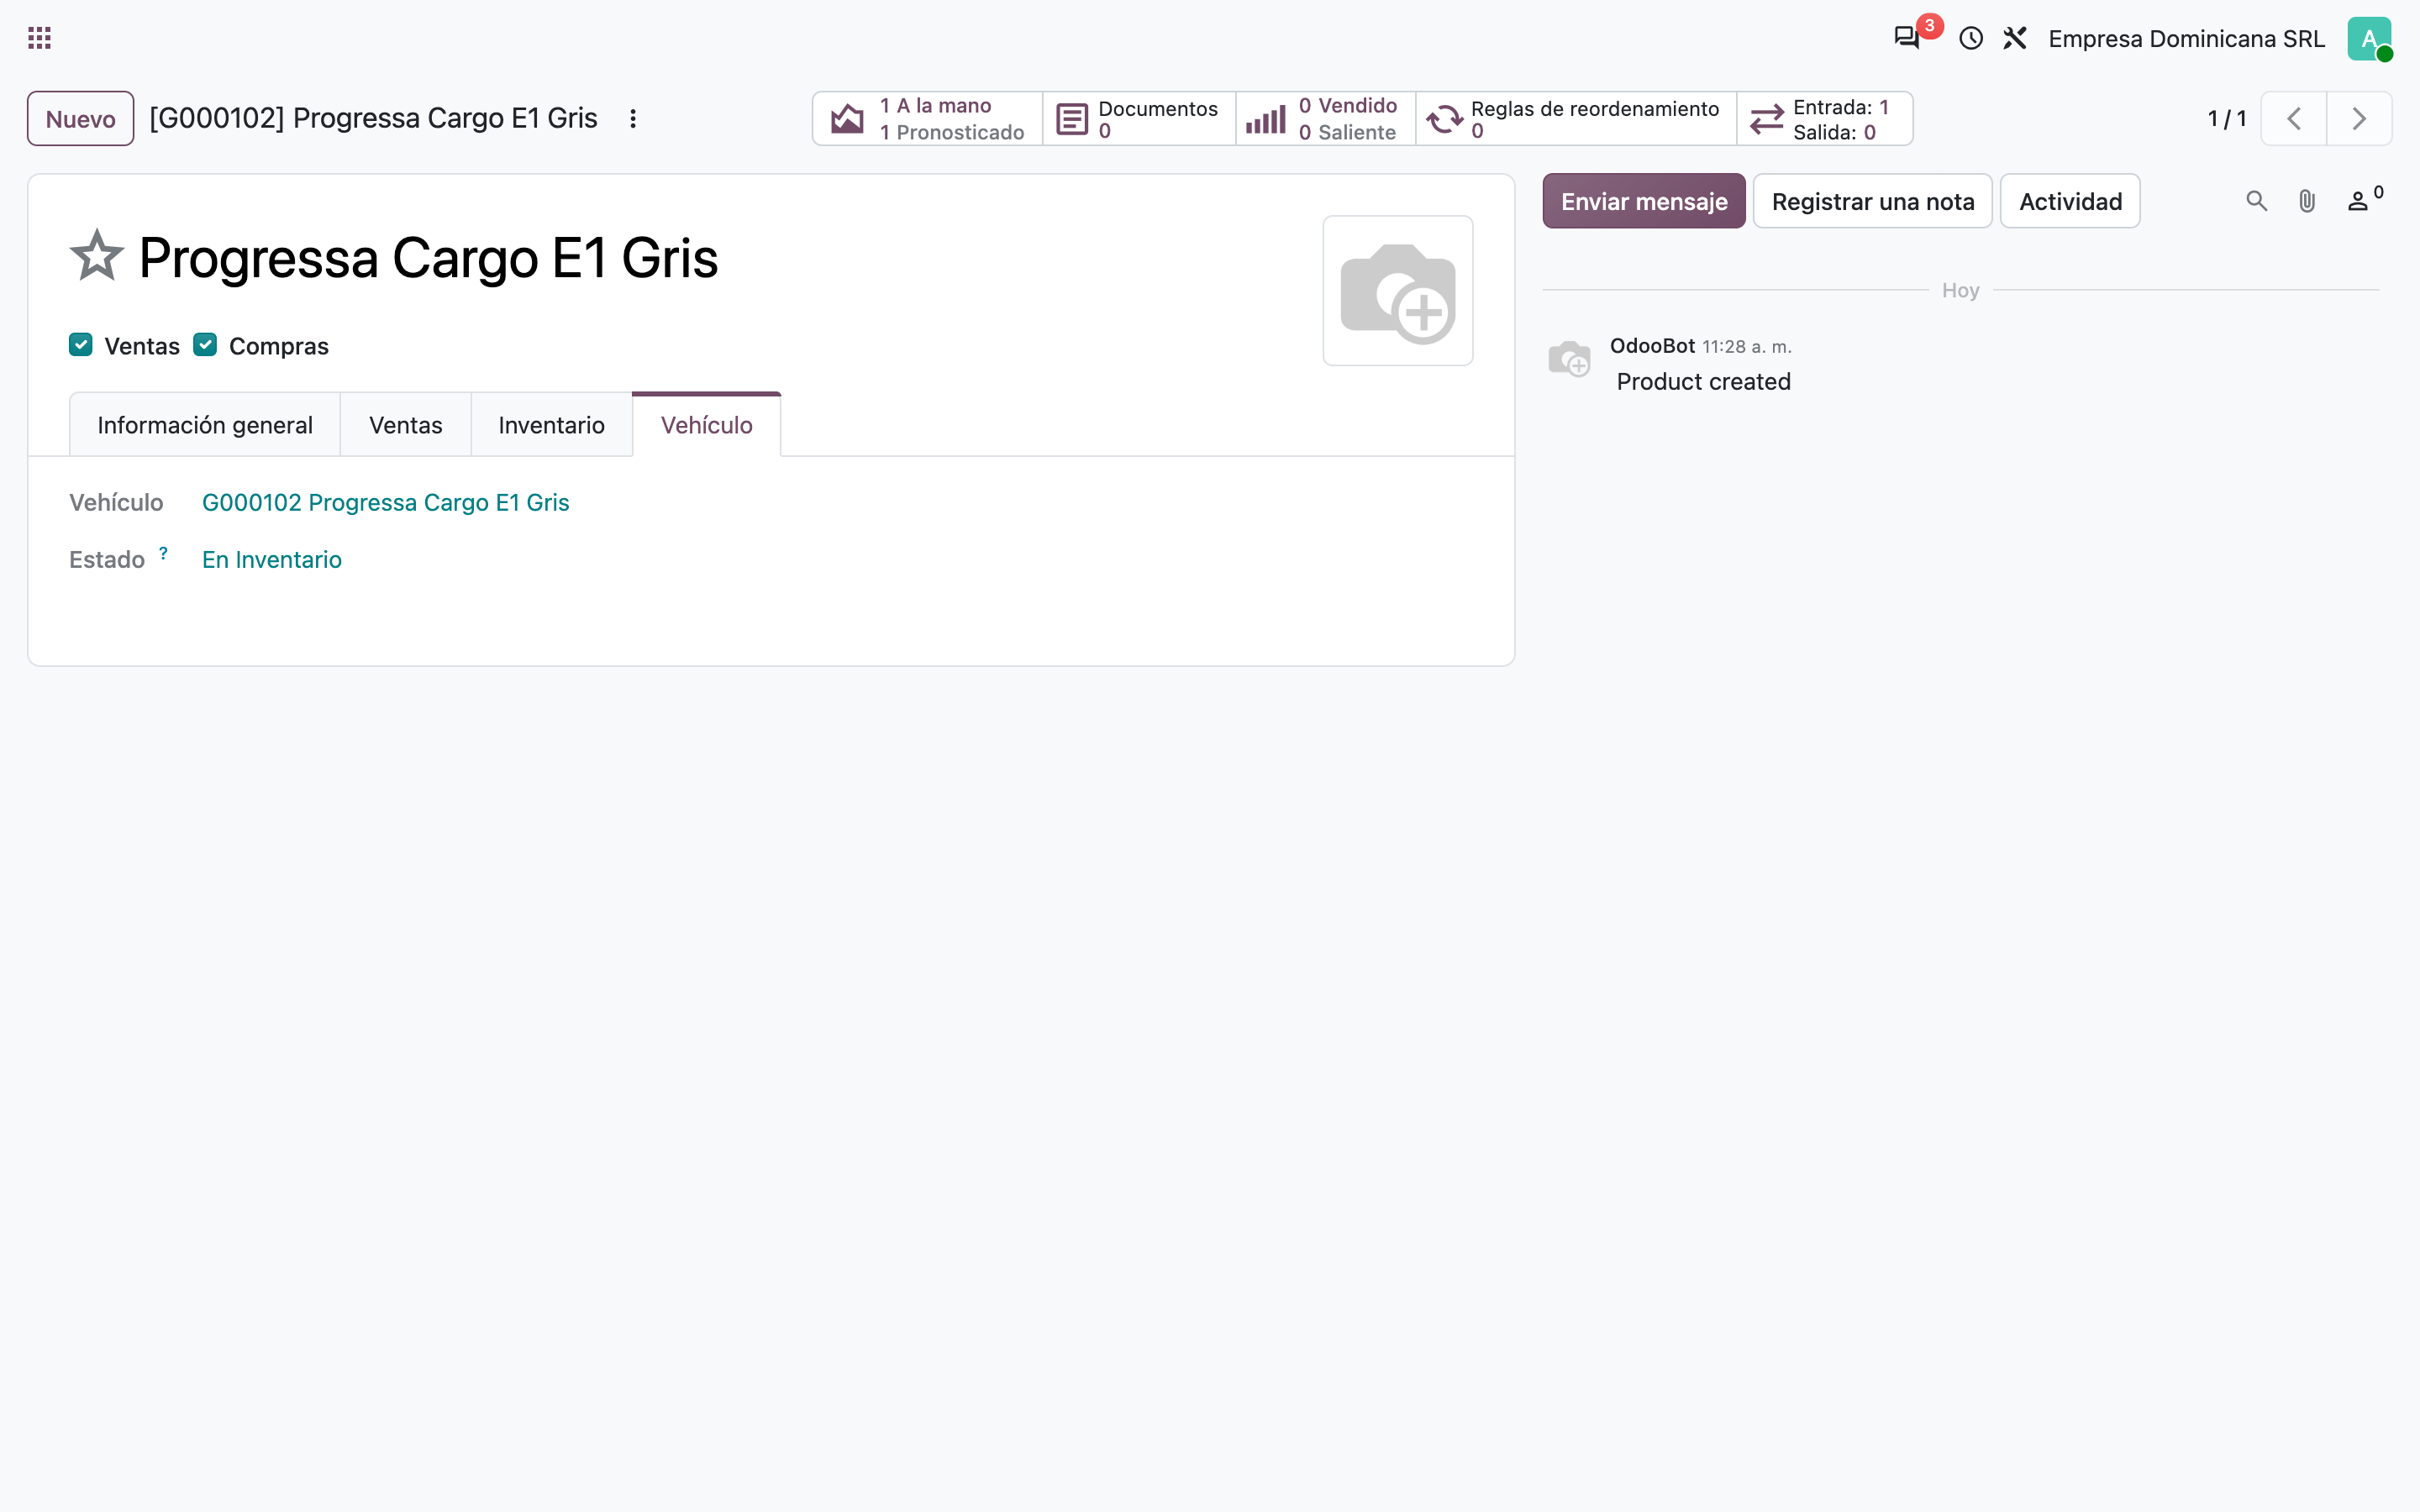 3
Empresa Dominicana SRL
A
Nuevo
[G000102] Progressa Cargo E1 Gris
1 A la mano
1 Pronosticado
Documentos
0
0 Vendido
0 Saliente
Reglas de reordenamiento
0
Entrada: 1
Salida: 0
1 / 1
Progressa Cargo E1 Gris
Ventas
Compras
Información general
Ventas
Inventario
Vehículo
Vehículo
G000102 Progressa Cargo E1 Gris
Estado ?
En Inventario
Enviar mensaje
Registrar una nota
Actividad
0
Hoy
OdooBot 11:28 a. m.
Product created